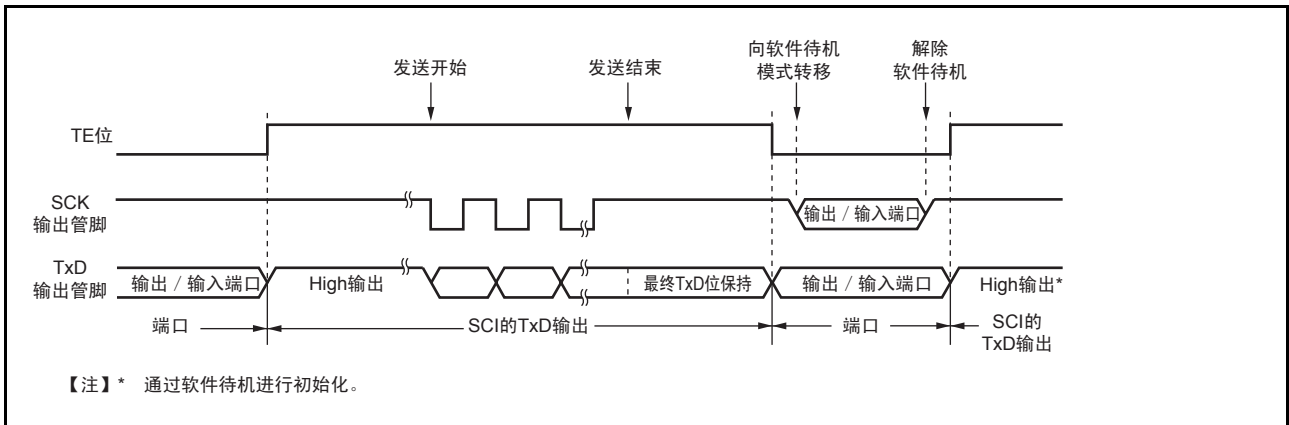 向软件待机
模式转移
解除
软件待机
发送开始
发送结束
TE位
SCK
输出管脚
输出/输入端口
TxD
输出管脚
输出/输入端口
High输出
最终TxD位保持
输出/输入端口
High输出*
端口
SCI的TxD输出
端口
SCI的
TxD输出
【注】* 通过软件待机进行初始化。